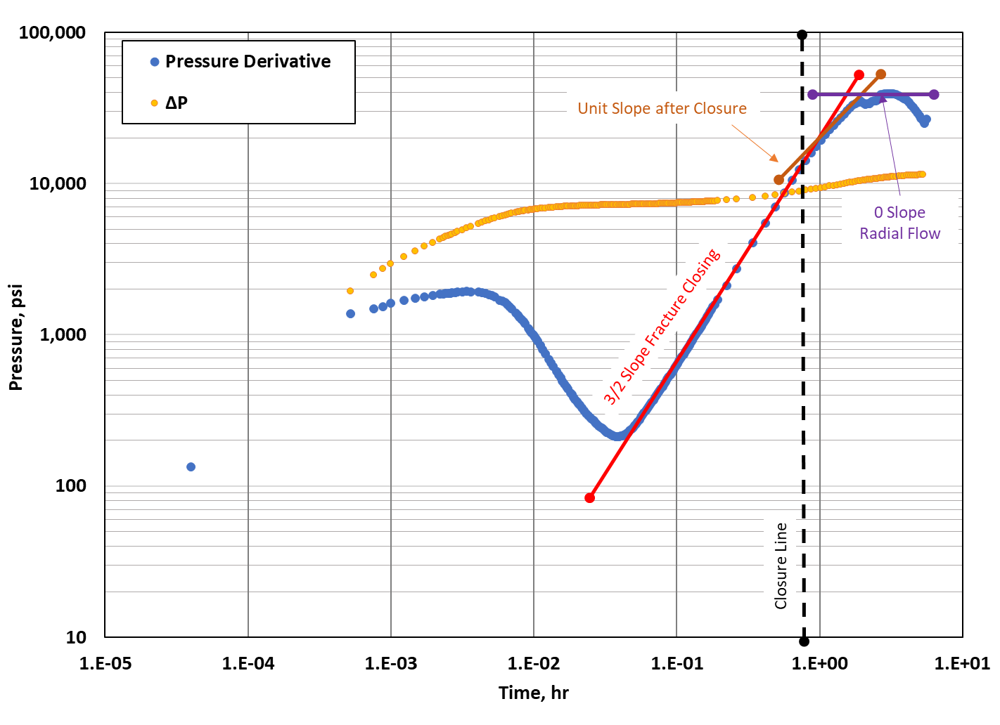 100,000
10,000
1,000
100
10
Pressure, psi
Pressure Derivative
ΔP
Unit Slope after Closure
0 Slope
Radial Flow
3/2 Slope Fracture Closing
Closure Line
1.E-05 1.E-04 1.E-03 1.E-02 1.E-01 1.E+00 1.E+01
Time, hr